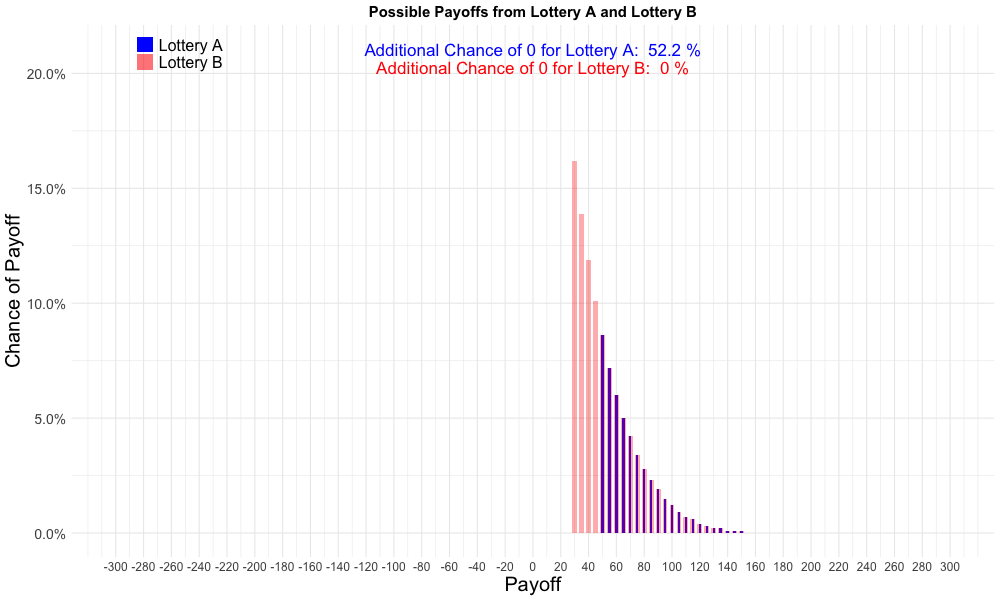 Possible Payoffs from Lottery A and Lottery B
Lottery A
Lottery B
Additional Chance of 0 for Lottery A:  52.2 %
Additional Chance of 0 for Lottery B:  0 %
Chance of Payoff
20.0%
15.0%
10.0%
5.0%
0.0%
-300 -280 -260 -240 -220 -200 -180 -160 -140 -120 -100 -80 -60 -40 -20 0 20 40 60 80 100 120 140 160 180 200 220 240 260 280 300
Payoff